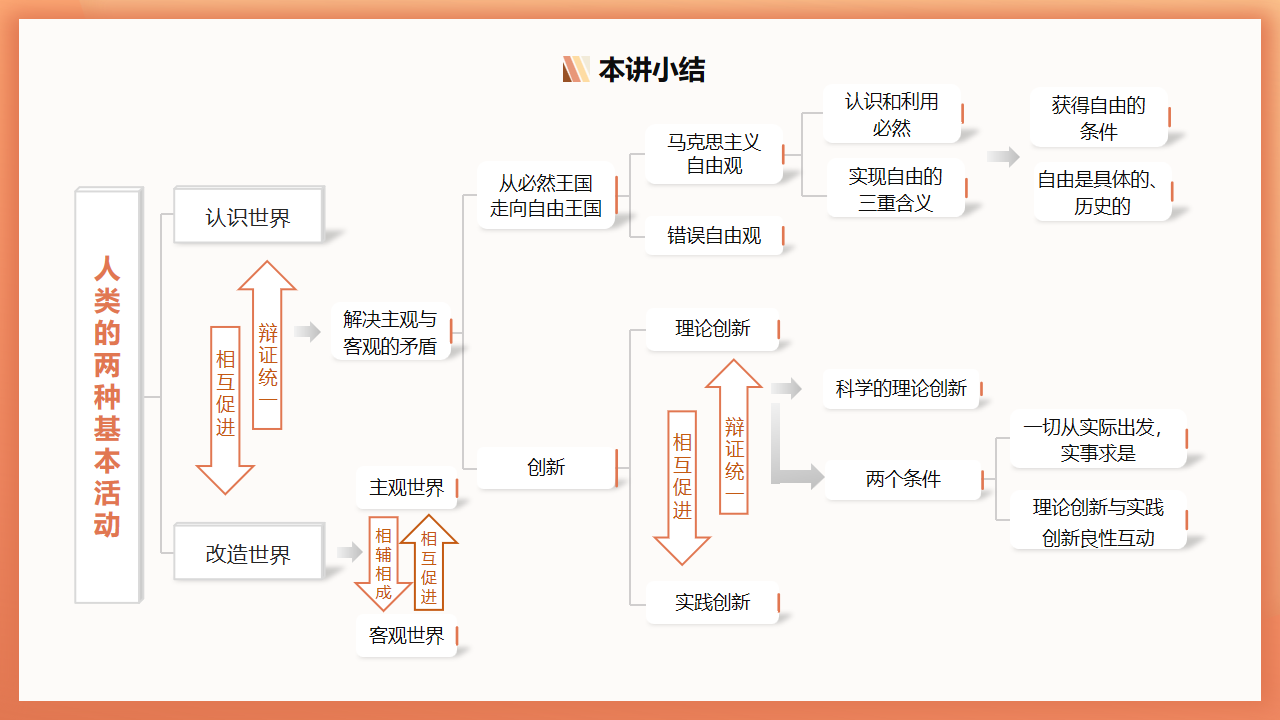 本讲小结
人类的两种基本活动
认识世界
辩证统一
相互促进
改造世界
解决主观与
客观的矛盾
主观世界
相辅相成
相互促进
客观世界
从必然王国
走向自由王国
马克思主义
自由观
错误自由观
认识和利用
必然
实现自由的
三重含义
获得自由的
条件
自由是具体的、
历史的
创新
理论创新
辩证统一
相互促进
实践创新
科学的理论创新
两个条件
一切从实际出发，
实事求是
理论创新与实践
创新良性互动